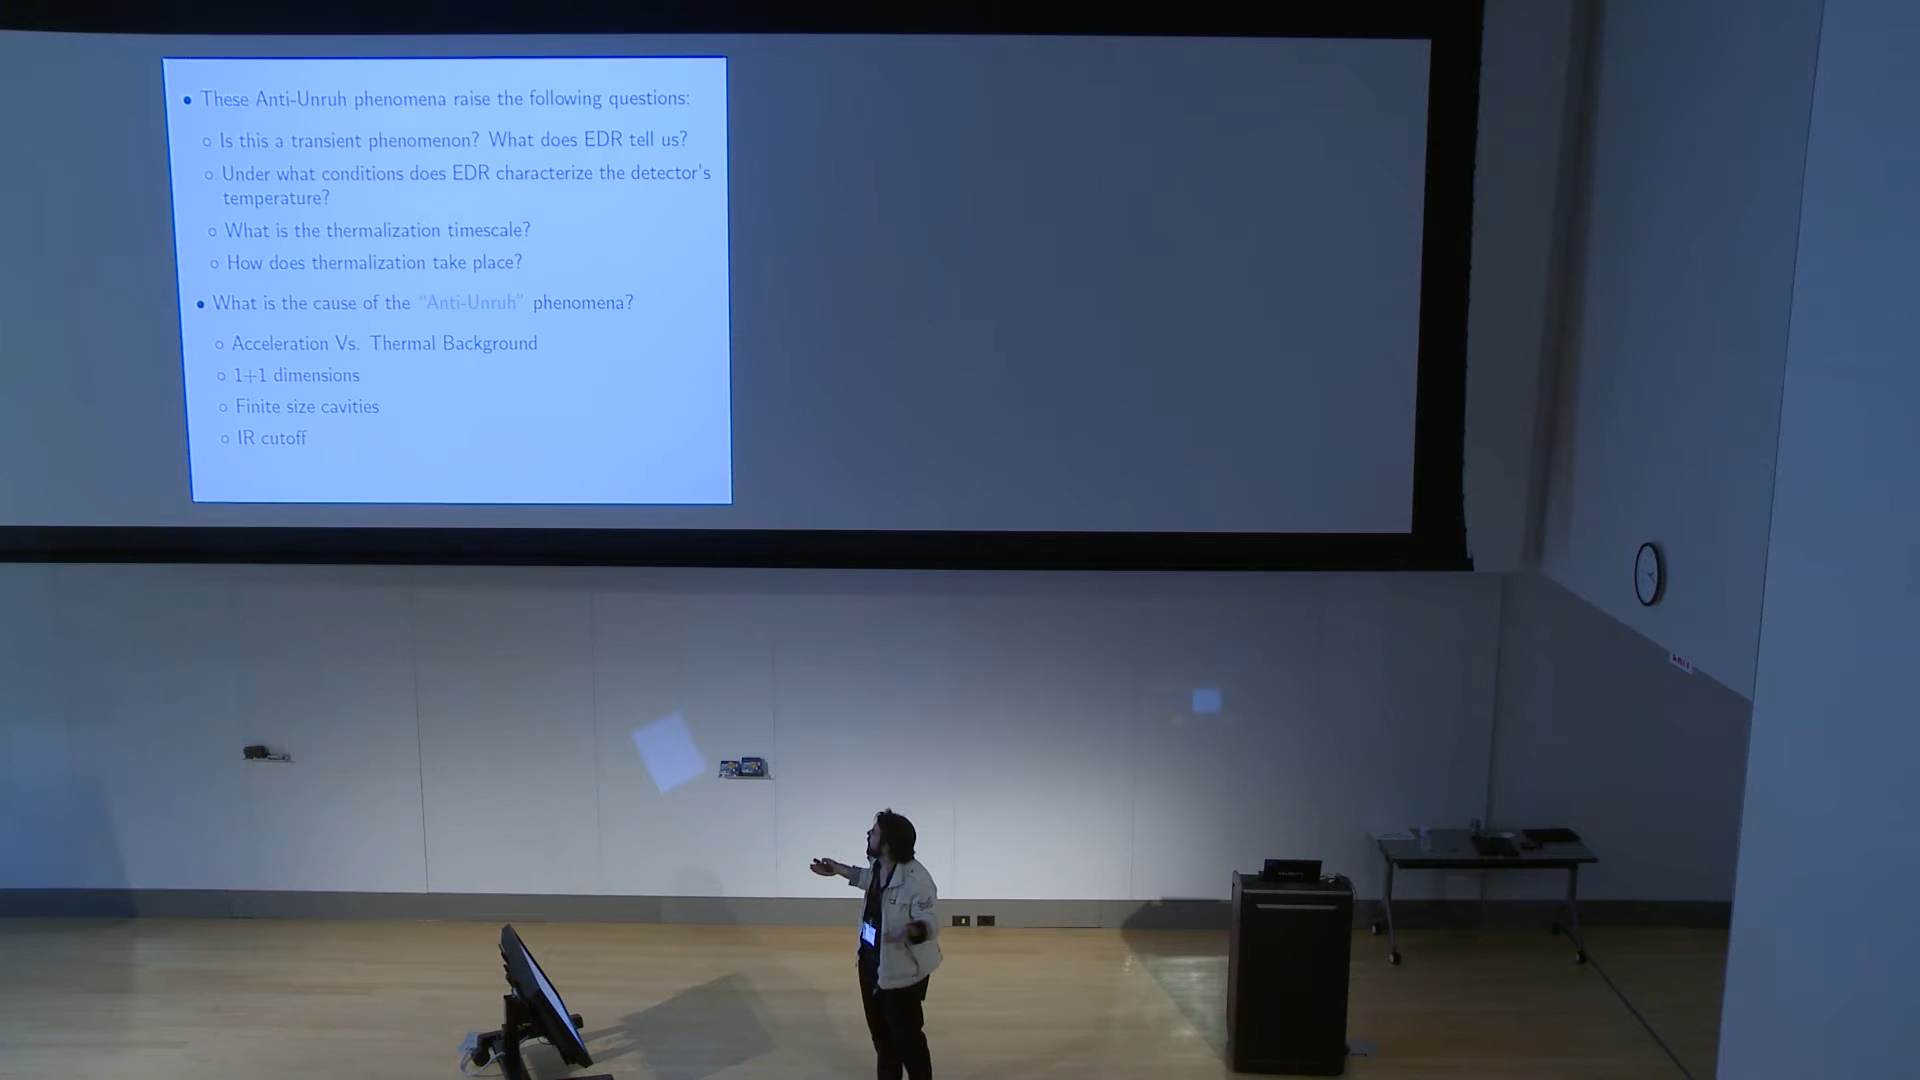 These Anti-Unruh phenomena raise the following questions:
Is this a transient phenomenon? What does EDR tell us?
Under what conditions does EDR characterize the detector's
temperature?
What is the thermalization timescale?
How does thermalization take place?
What is the cause of the "Anti-Unruh" phenomena?
Acceleration Vs. Thermal Background
1+1 dimensions
Finite size cavities
IR cutoff